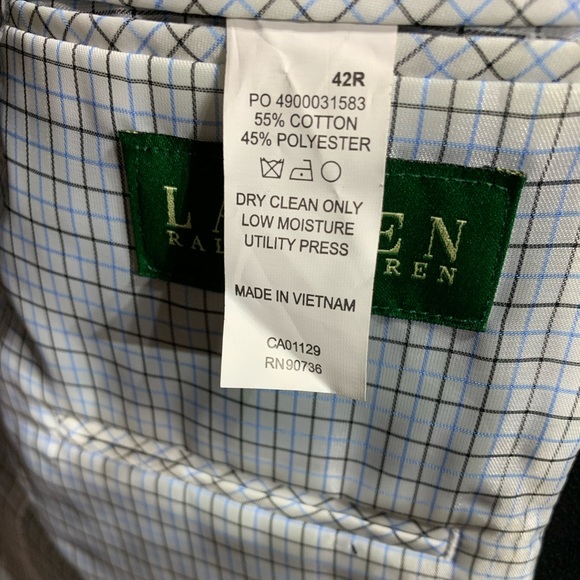 42R
PO 4900031583
55% COTTON
45% POLYESTER
DRY CLEAN ONLY
LOW MOISTURE
UTILITY PRESS
MADE IN VIETNAM
CA01129
RN90736